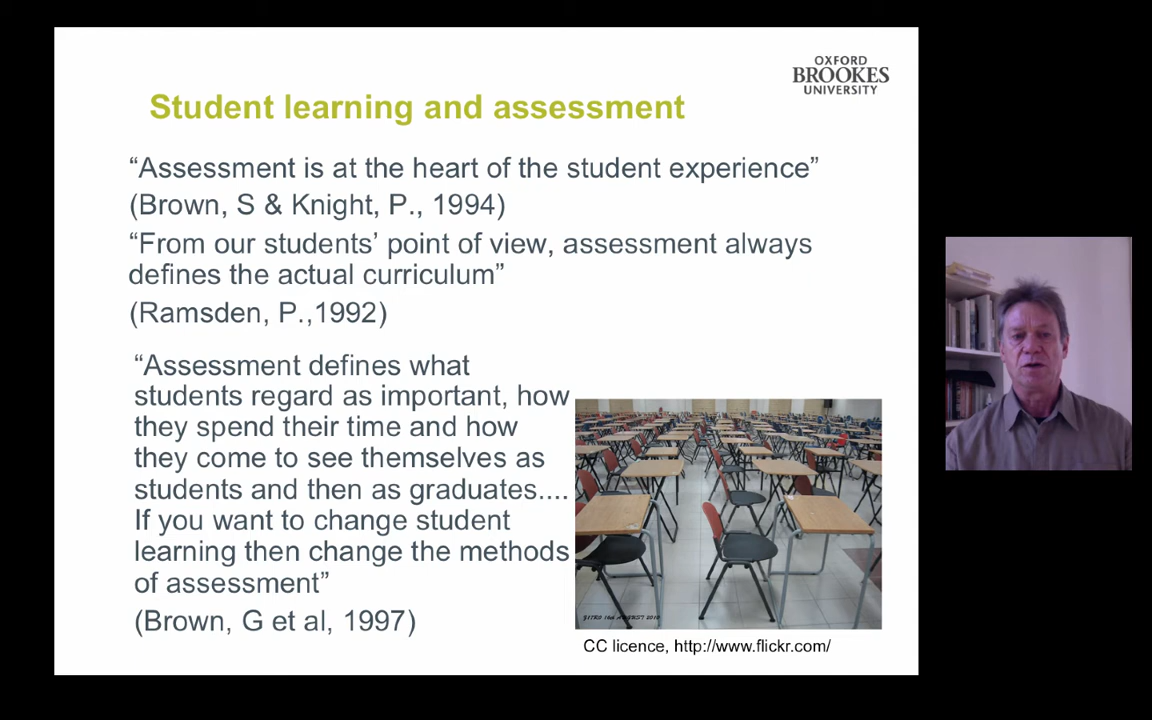 OXFORD
BROOKES
UNIVERSITY
Student learning and assessment
“Assessment is at the heart of the student experience”
(Brown, S & Knight, P., 1994)
“From our students’ point of view, assessment always
defines the actual curriculum”
(Ramsden, P.,1992)
“Assessment defines what
students regard as important, how
they spend their time and how
they come to see themselves as
students and then as graduates....
If you want to change student
learning then change the methods
of assessment”
(Brown, G et al, 1997)
CC licence, http://www.flickr.com/